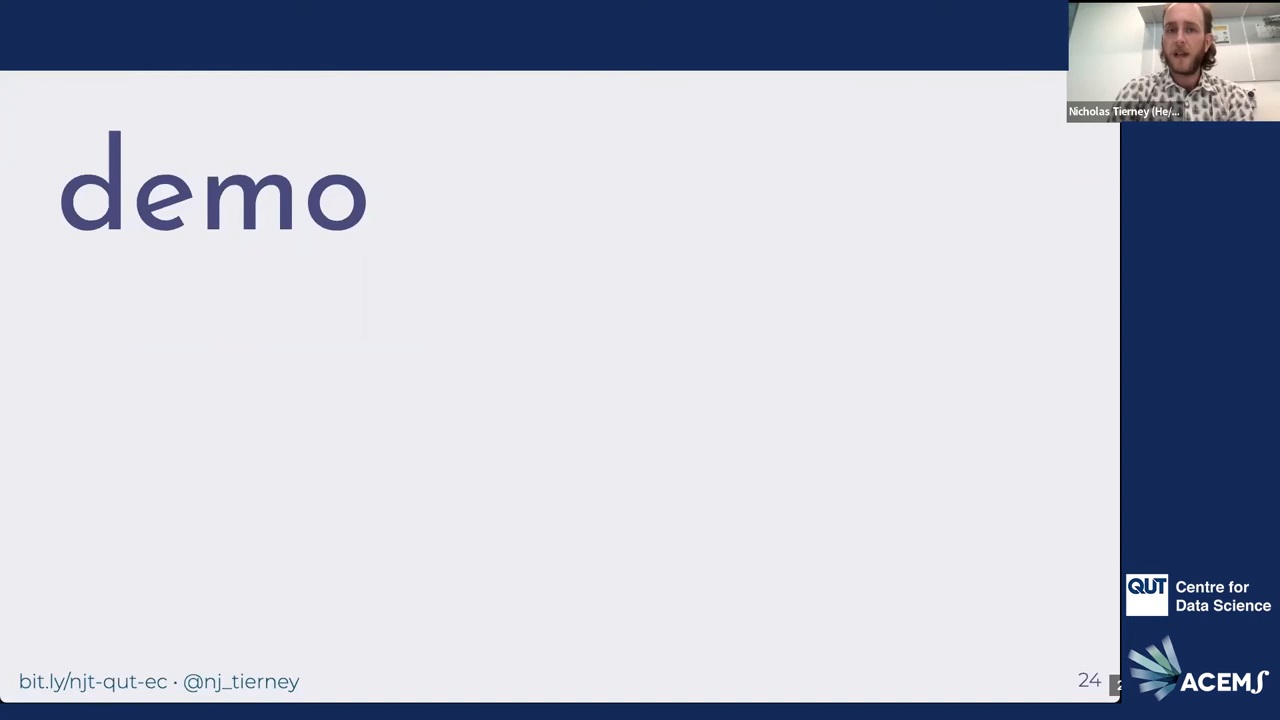 Nicholas Tierney (He/...
demo
bit.ly/njt-qut-ec • @nj_tierney
24
QUT
Centre for
Data Science
ACEMS